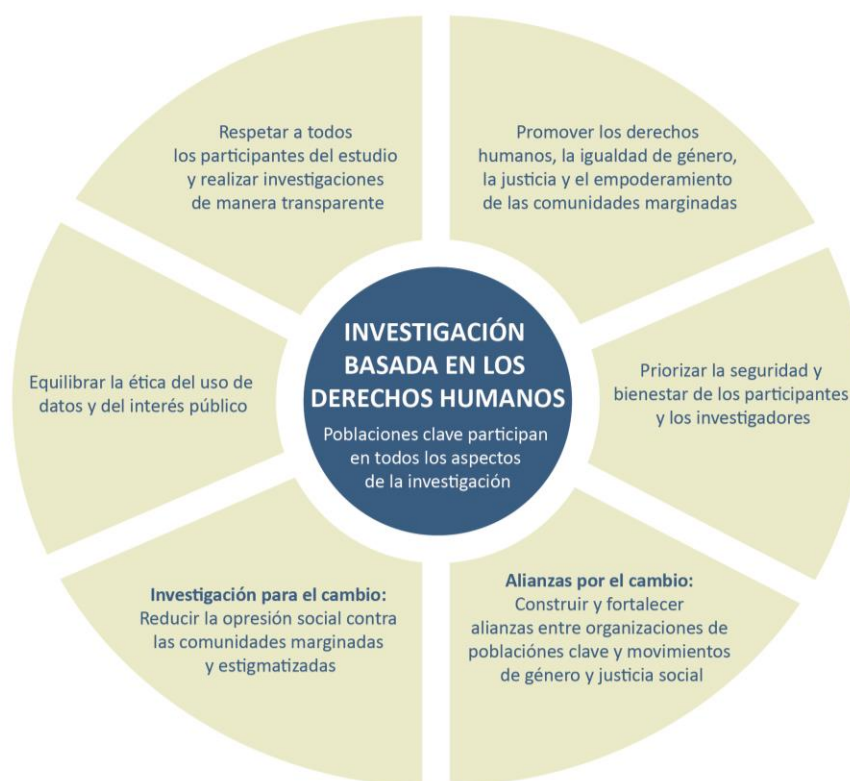 Respetar a todos
los participantes del estudio
y realizar investigaciones
de manera transparente
Promover los derechos
humanos, la igualdad de género,
la justicia y el empoderamiento
de las comunidades marginadas
Equilibrar la ética del uso de
datos y del interés público
INVESTIGACIÓN
BASADA EN LOS
DERECHOS HUMANOS
Poblaciones clave participan
en todos los aspectos
de la investigación
Priorizar la seguridad y
bienestar de los participantes
y los investigadores
Investigación para el cambio:
Reducir la opresión social contra
las comunidades marginadas
y estigmatizadas
Alianzas por el cambio:
Construir y fortalecer
alianzas entre organizaciones de
poblaciónes clave y movimientos
de género y justicia social